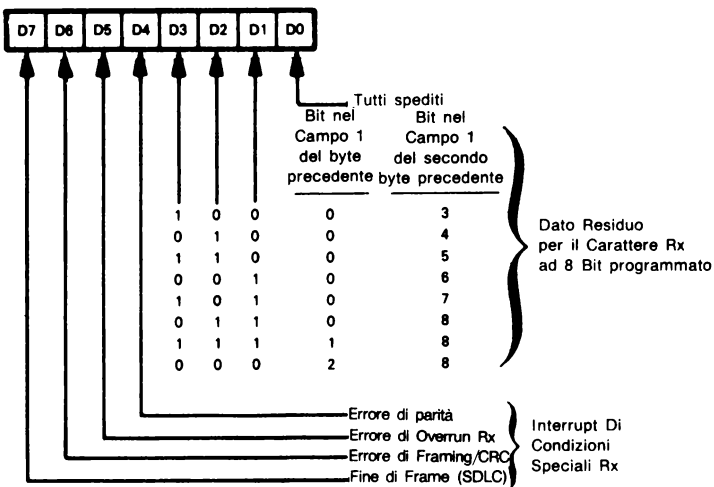 D7 D6 D5 D4 D3 D2 D1 D0
Tutti spediti
Bit nel
Campo 1
del byte
precedente
Bit nel
Campo 1
del secondo
byte precedente
1 0 0 0 3
0 1 0 0 4
1 1 0 0 5
0 0 1 0 6
1 0 1 0 7
0 1 1 0 8
1 1 1 1 8
0 0 0 2 8
Dato Residuo
per il Carattere Rx
ad 8 Bit programmato
Errore di parità
Errore di Overrun Rx
Errore di Framing/CRC
Fine di Frame (SDLC)
Interrupt Di
Condizioni
Speciali Rx